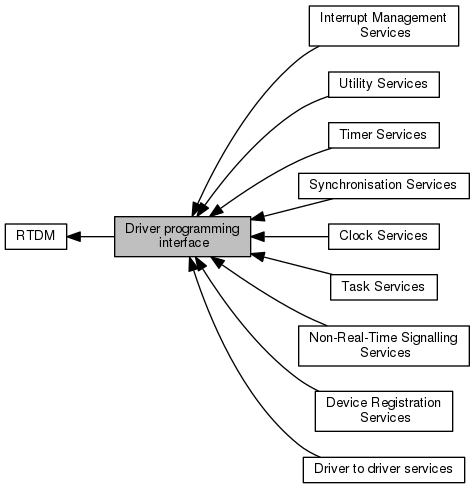 Interrupt Management
Services
Utility Services
Timer Services
Synchronisation Services
RTDM
Driver programming
interface
Clock Services
Task Services
Non-Real-Time Signalling
Services
Device Registration
Services
Driver to driver services